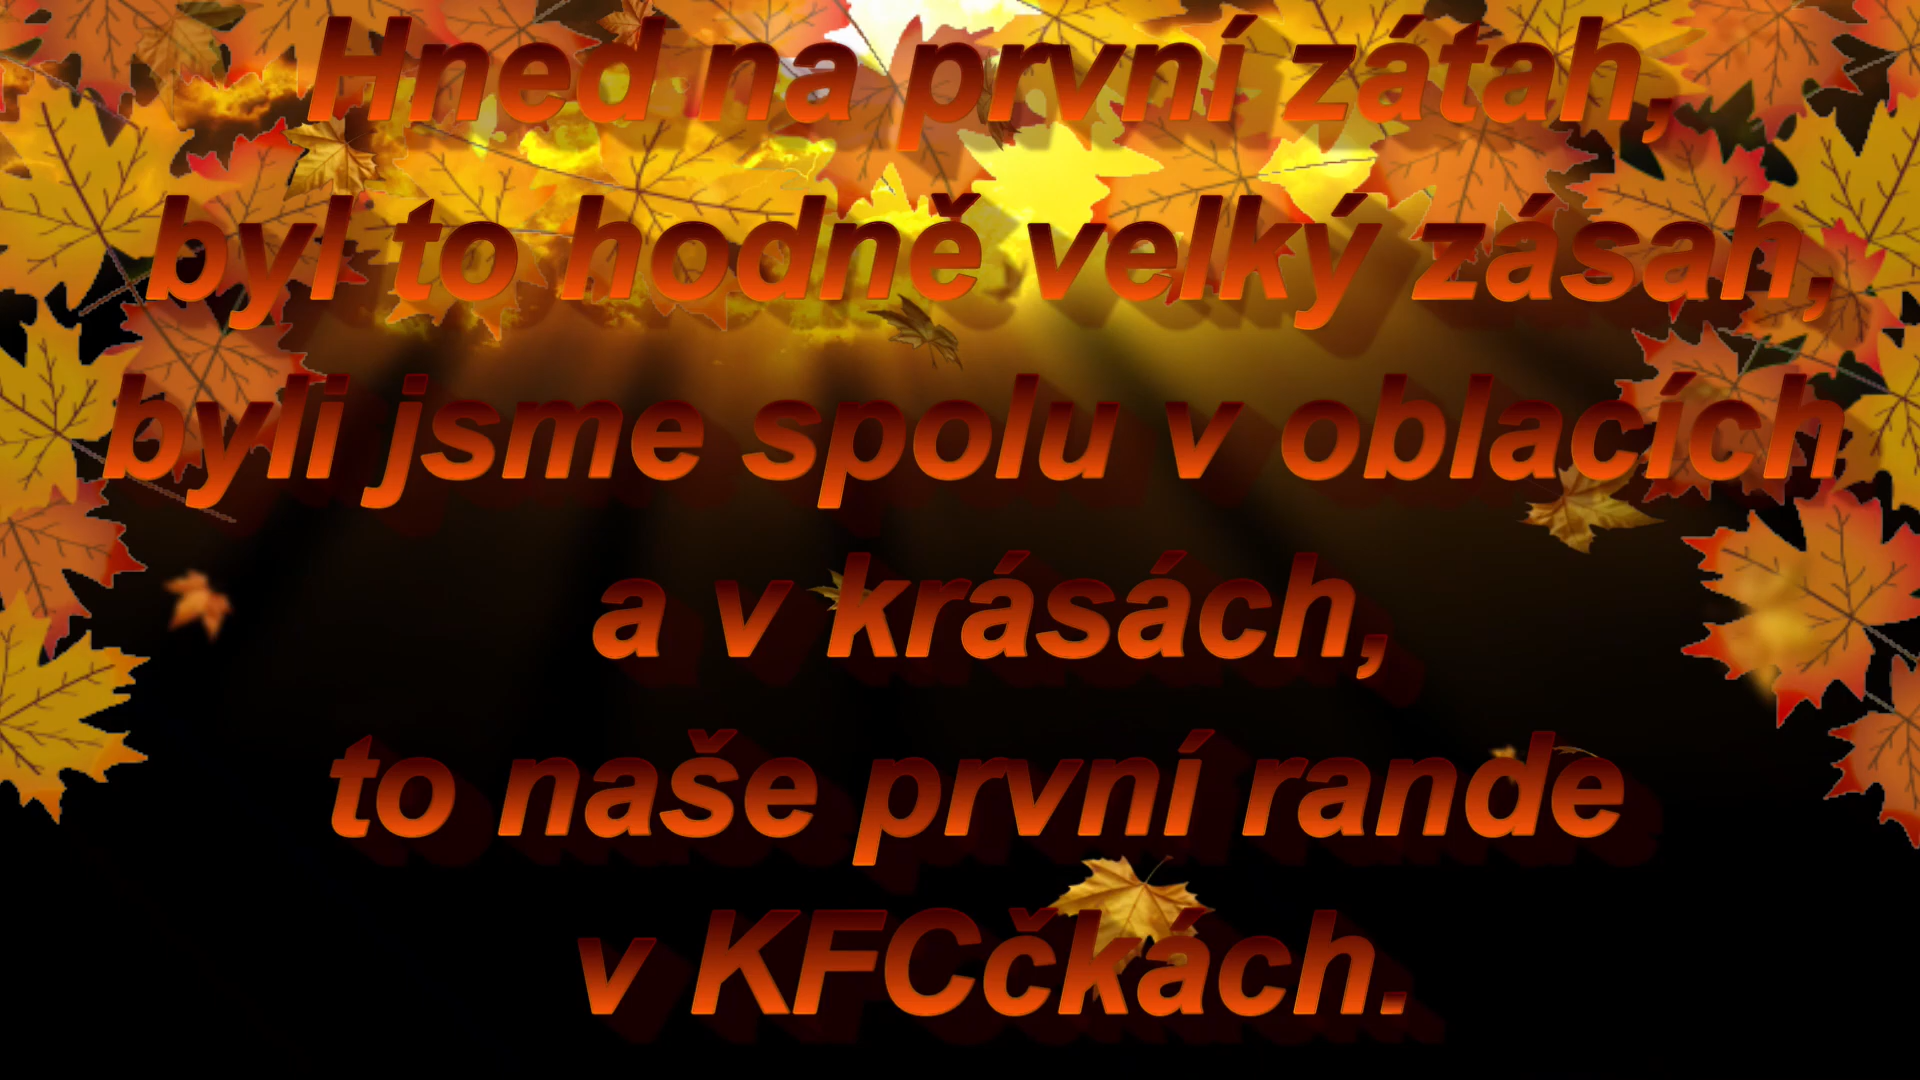 Hned na první zátah,
byl to hodně velký zásah,
byli jsme spolu v oblacích
a v krásách,
to naše první rande
v KFCčkách.